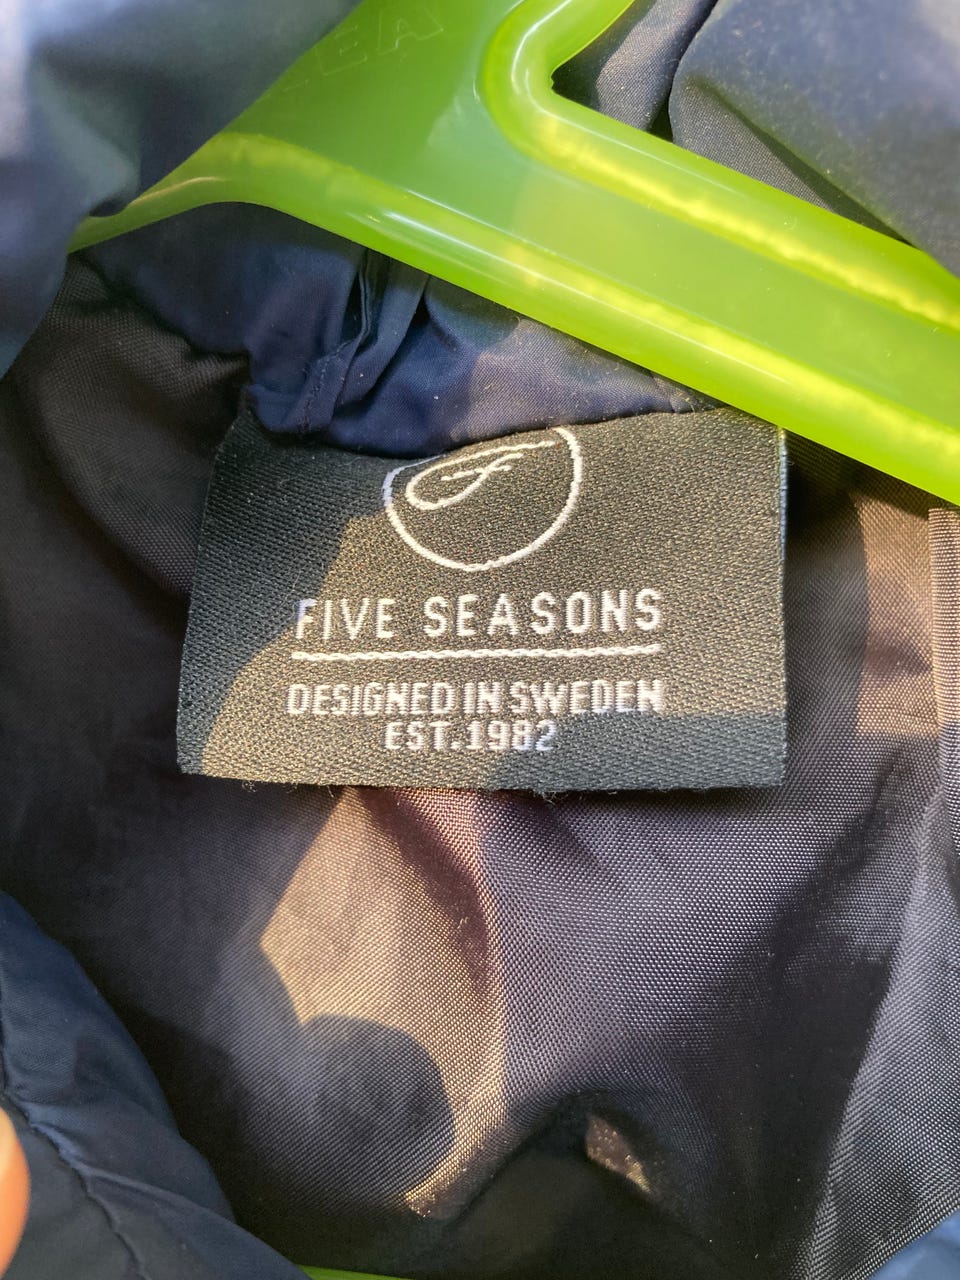 FIVE SEASONS
DESIGNED IN SWEDEN
EST.1982